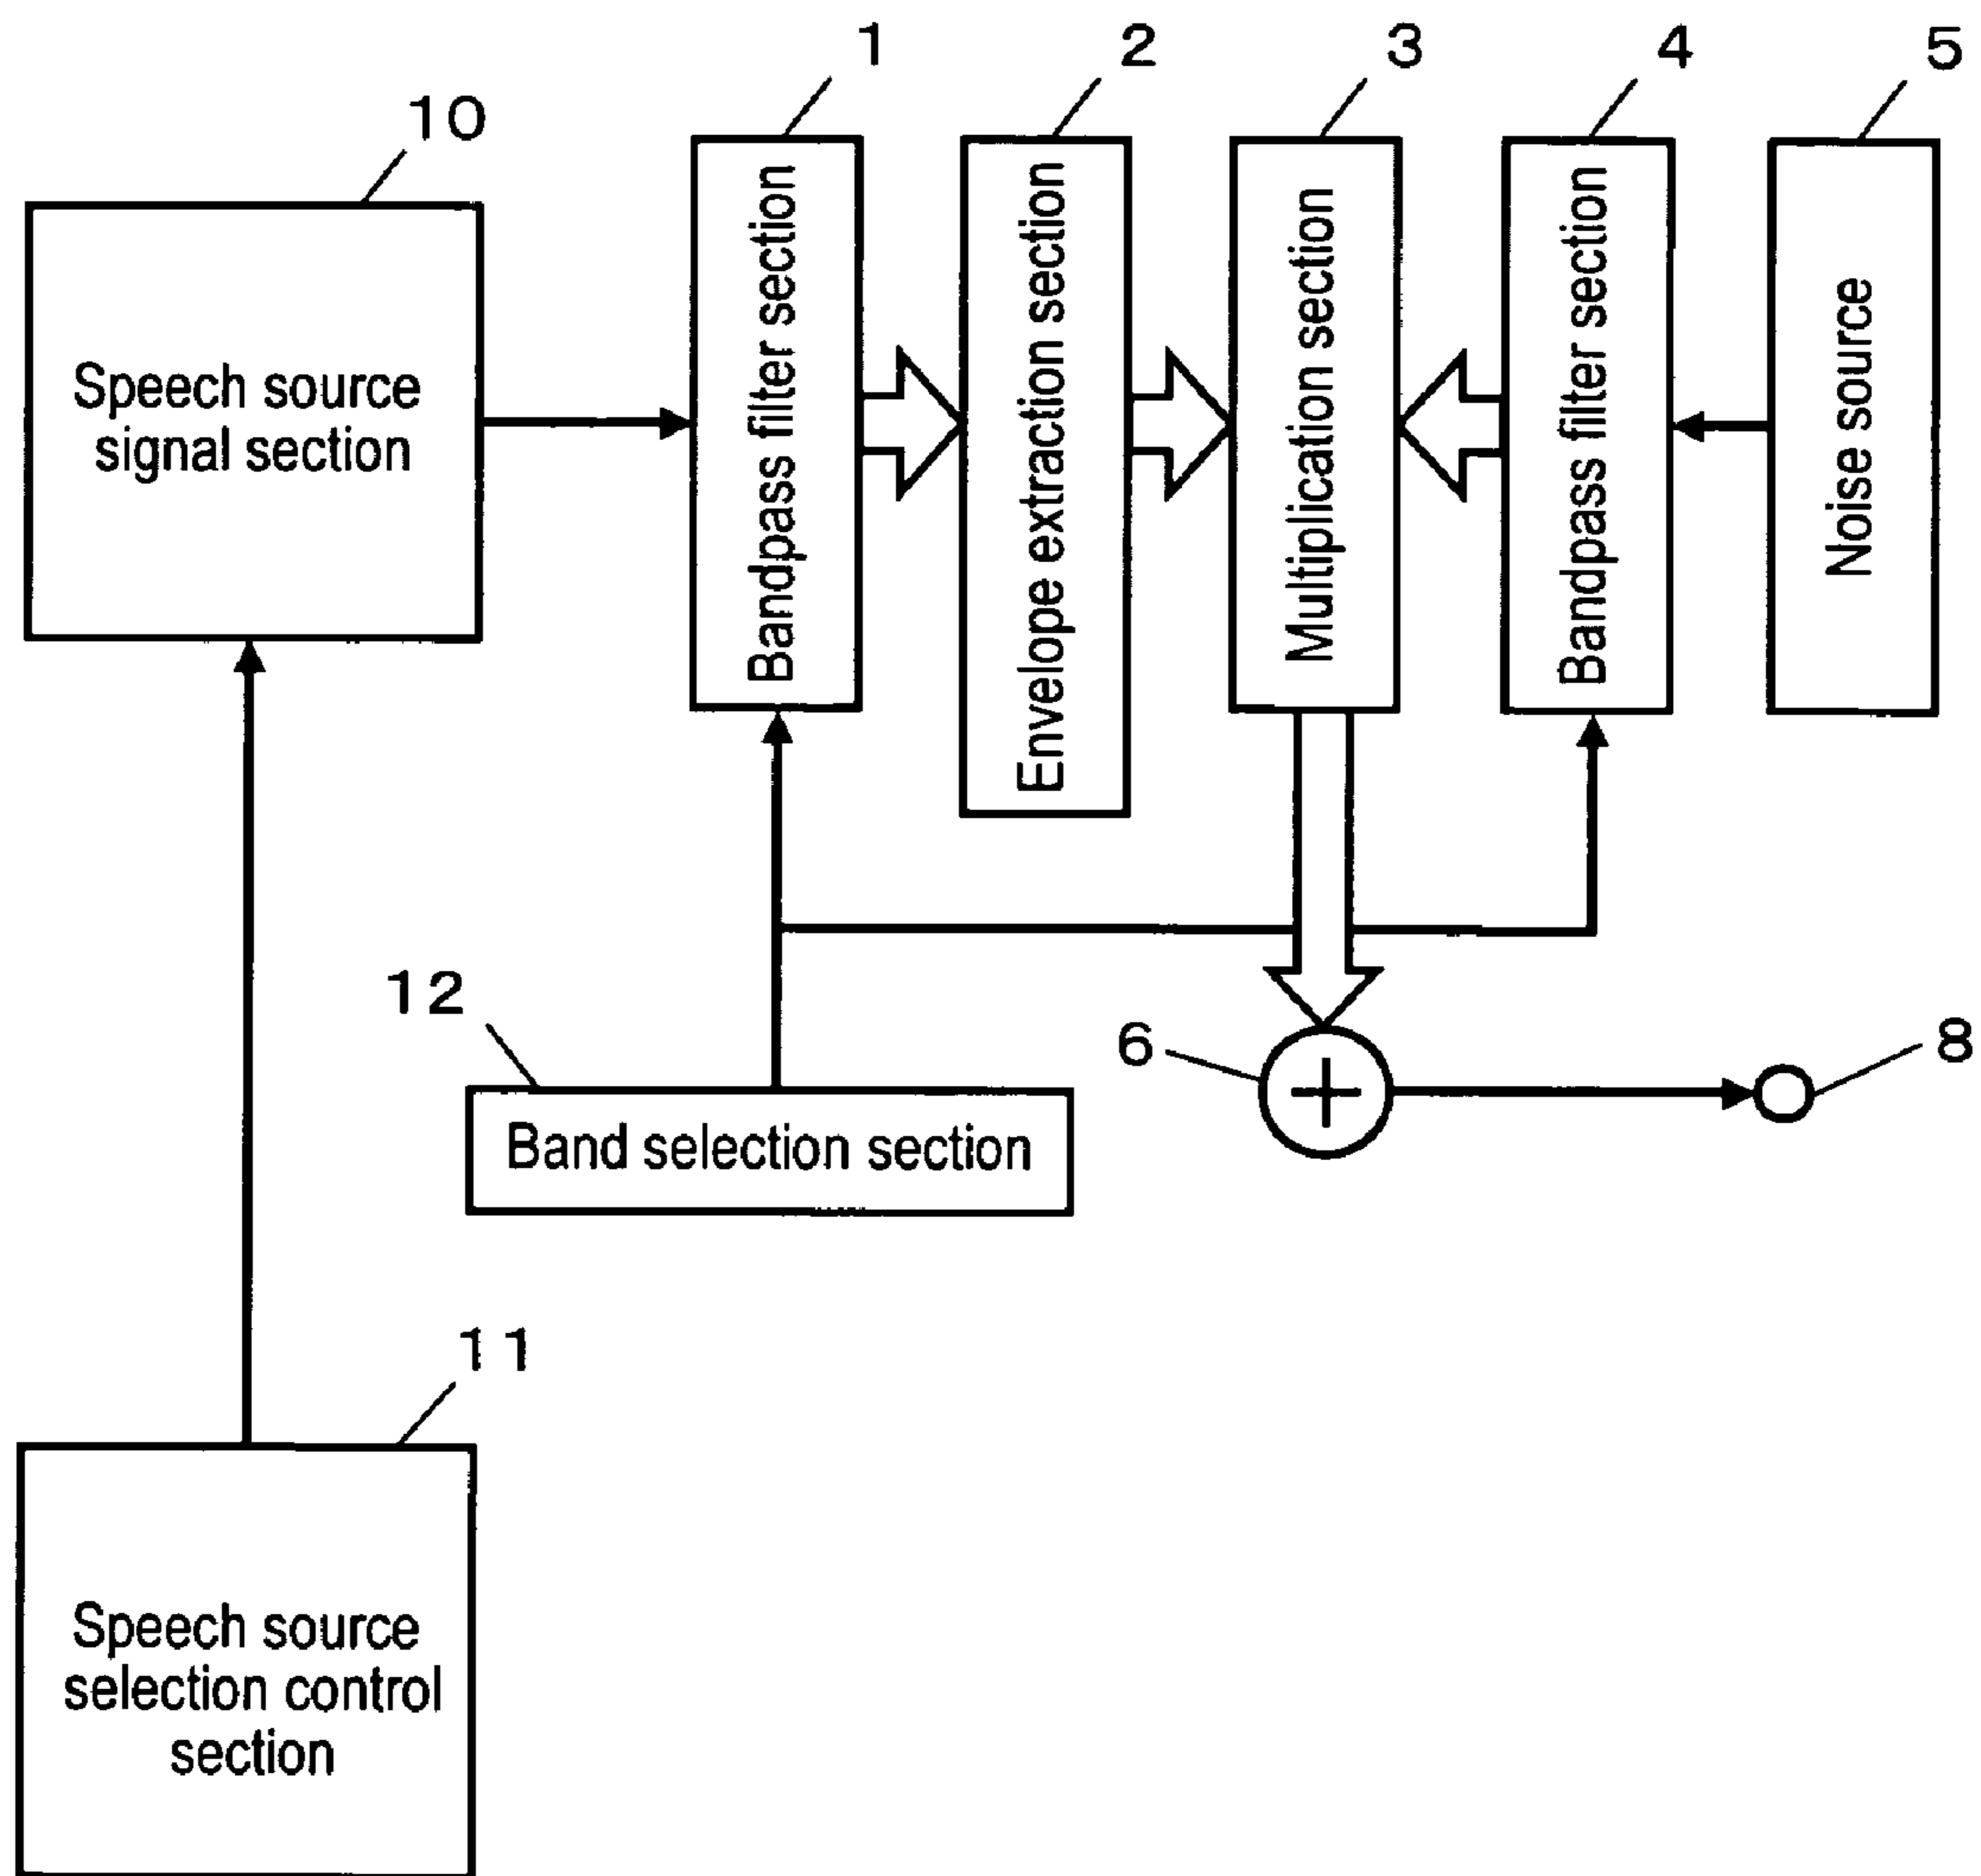 1
2
3
4
5
10
Speech source
signal section
Bandpass filter section
Envelope extraction section
Multiplication section
Bandpass filter section
Noise source
12
Band selection section
6
8
11
Speech source
selection control
section